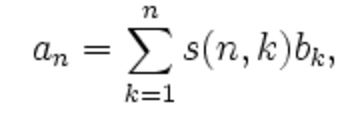 $a_n = \sum_{k=1}^{n} s(n,k) b_k,$